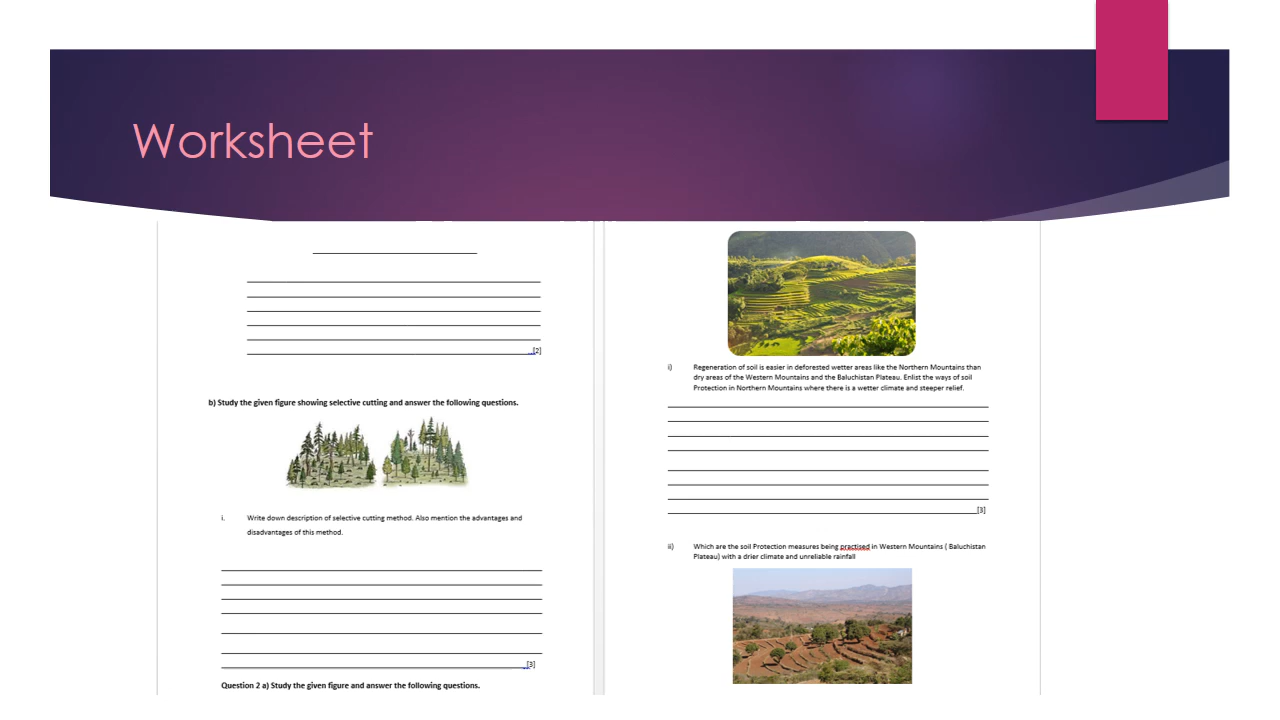 Worksheet
[2]
b) Study the given figure showing selective cutting and answer the following questions.
i. Write down description of selective cutting method. Also mention the advantages and
disadvantages of this method.
[3]
Question 2 a) Study the given figure and answer the following questions.
i) Regeneration of soil is easier in deforested wetter areas like the Northern Mountains than
dry areas of the Western Mountains and the Baluchistan Plateau. Enlist the ways of soil
Protection in Northern Mountains where there is a wetter climate and steeper relief.
[3]
ii) Which are the soil Protection measures being practised in Western Mountains ( Baluchistan
Plateau) with a drier climate and unreliable rainfall